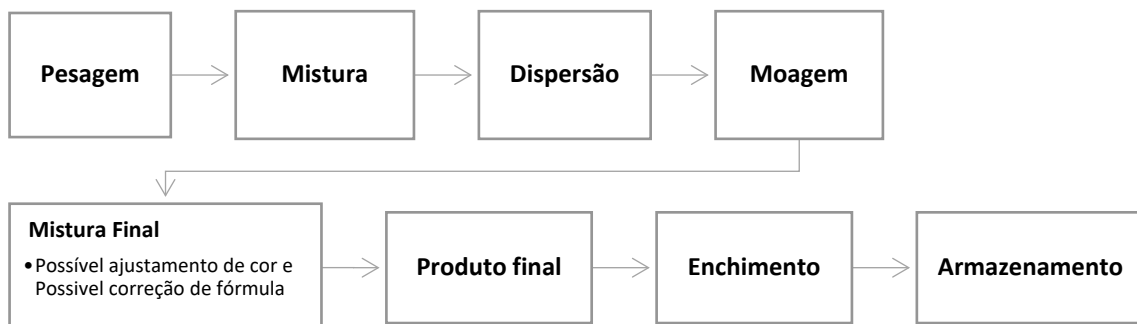 Pesagem
Mistura
Dispersão
Moagem
Mistura Final
•Possível ajustamento de cor e
Possivel correção de fórmula
Produto final
Enchimento
Armazenamento